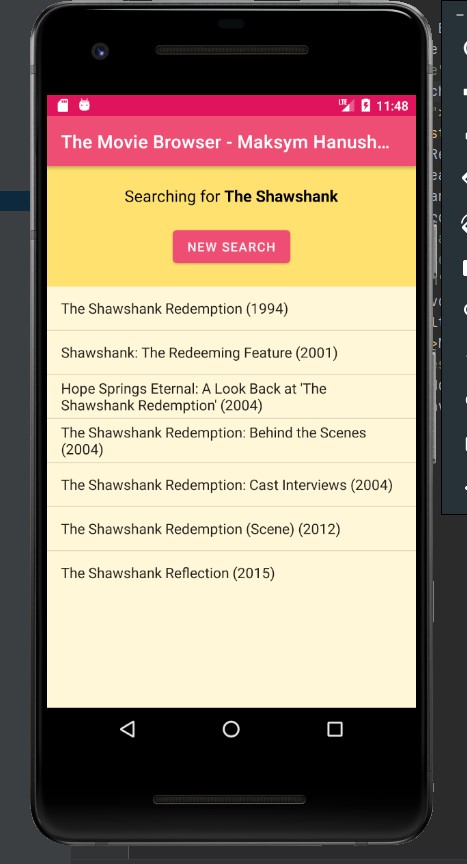 LTE 11:48
The Movie Browser - Maksym Hanush…
Searching for The Shawshank
NEW SEARCH
The Shawshank Redemption (1994)
Shawshank: The Redeeming Feature (2001)
Hope Springs Eternal: A Look Back at 'The
Shawshank Redemption' (2004)
The Shawshank Redemption: Behind the Scenes
(2004)
The Shawshank Redemption: Cast Interviews (2004)
The Shawshank Redemption (Scene) (2012)
The Shawshank Reflection (2015)